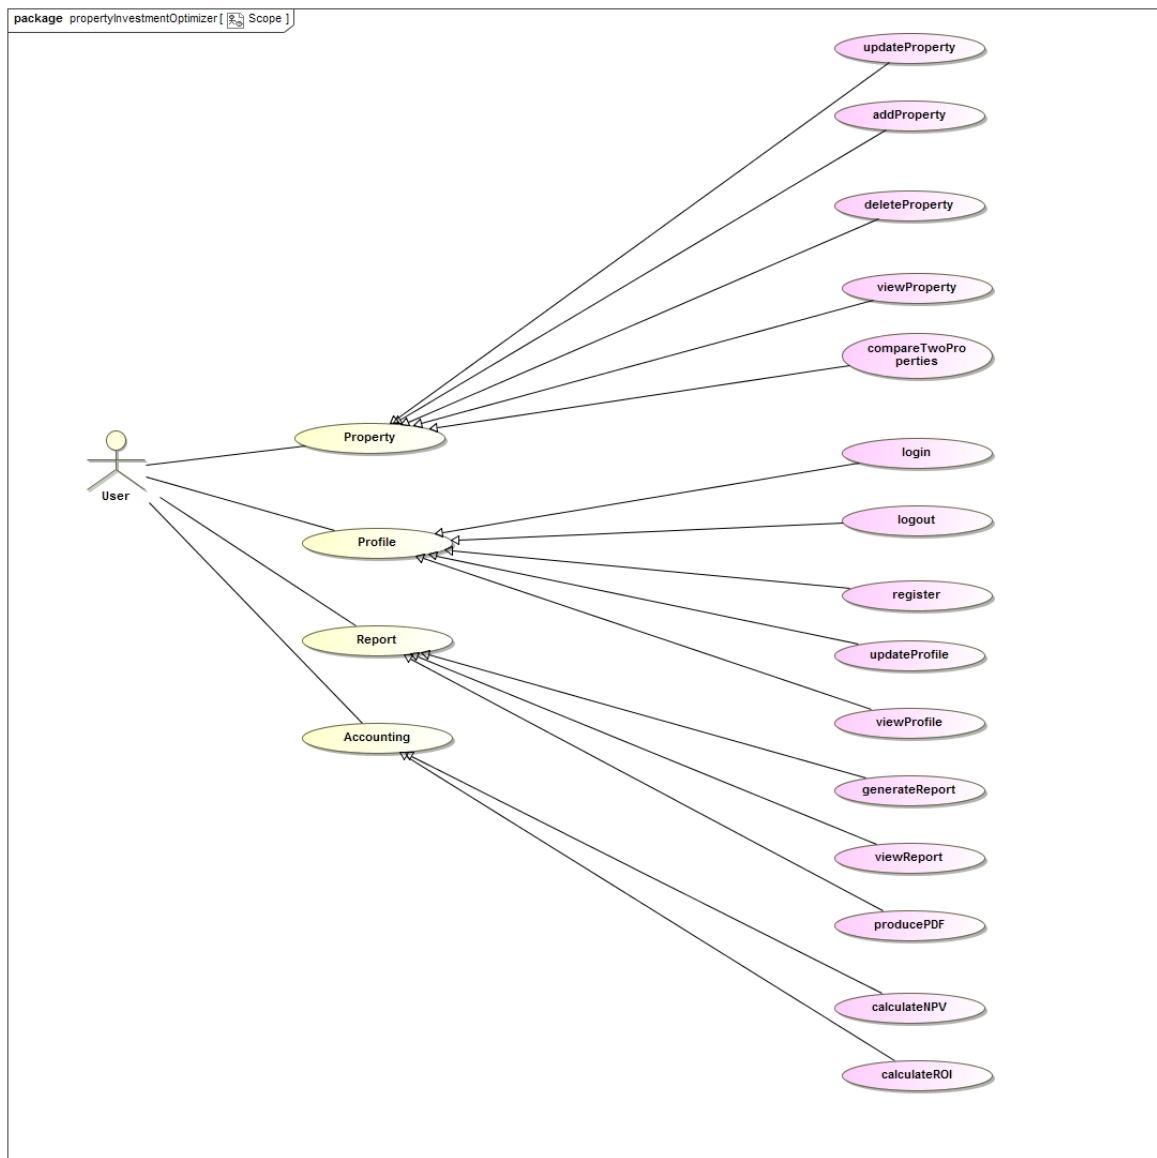 package propertyInvestmentOptimizer [ Scope ]
updateProperty
addProperty
deleteProperty
viewProperty
compareTwoPro
perties
Property
login
User
logout
Profile
register
Report
updateProfile
viewProfile
Accounting
generateReport
viewReport
producePDF
calculateNPV
calculateROI